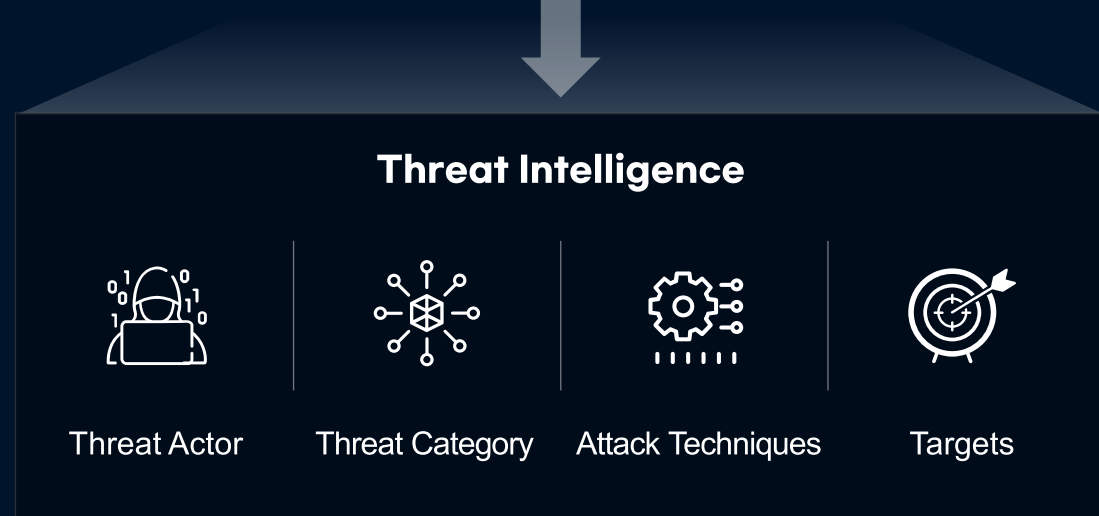 Threat Intelligence
Threat Actor
Threat Category
Attack Techniques
Targets